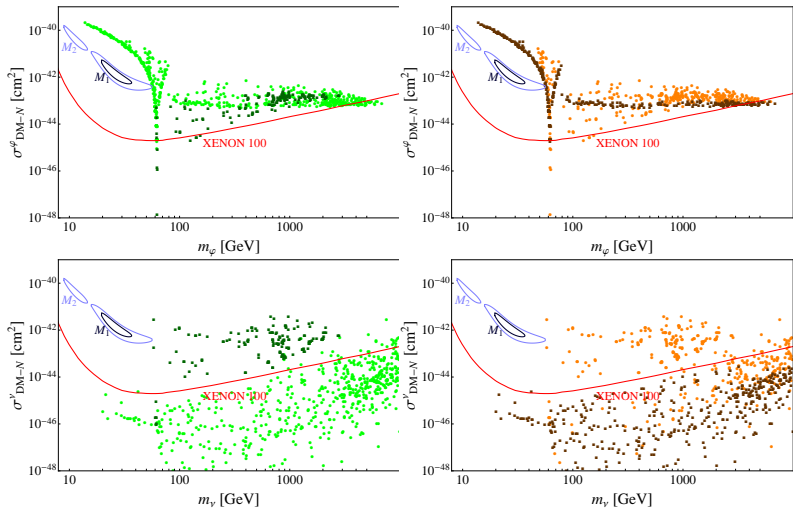 10⁻⁴⁰
10⁻⁴²
10⁻⁴⁴
10⁻⁴⁶
10⁻⁴⁸
σ^φ_DM−N [cm²]
M₂
M₁
XENON 100
10 100 1000
m_φ [GeV]
10⁻⁴⁰
10⁻⁴²
10⁻⁴⁴
10⁻⁴⁶
10⁻⁴⁸
σ^φ_DM−N [cm²]
M₂
M₁
XENON 100
10 100 1000
m_φ [GeV]
10⁻⁴⁰
10⁻⁴²
10⁻⁴⁴
10⁻⁴⁶
10⁻⁴⁸
σ^ν_DM−N [cm²]
M₂
M₁
XENON 100
10 100 1000
m_ν [GeV]
10⁻⁴⁰
10⁻⁴²
10⁻⁴⁴
10⁻⁴⁶
10⁻⁴⁸
σ^ν_DM−N [cm²]
M₂
M₁
XENON 100
10 100 1000
m_ν [GeV]